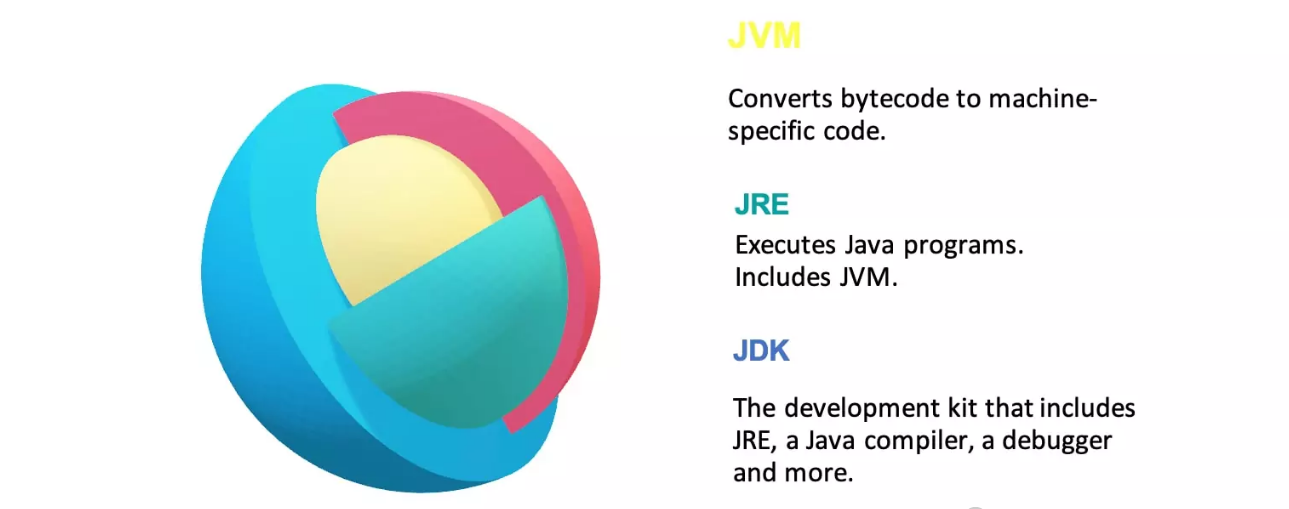 JVM
Converts bytecode to machine-
specific code.
JRE
Executes Java programs.
Includes JVM.
JDK
The development kit that includes
JRE, a Java compiler, a debugger
and more.